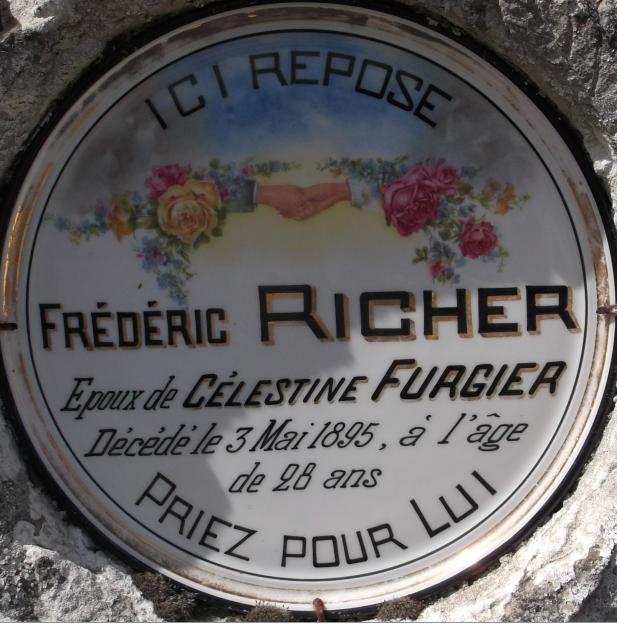 ICI REPOSE
FRÉDÉRIC RICHER
Epoux de CÉLESTINE FURGIER
Décédé le 3 Mai 1895, á l'âge
de 28 ans
PRIEZ POUR LUI